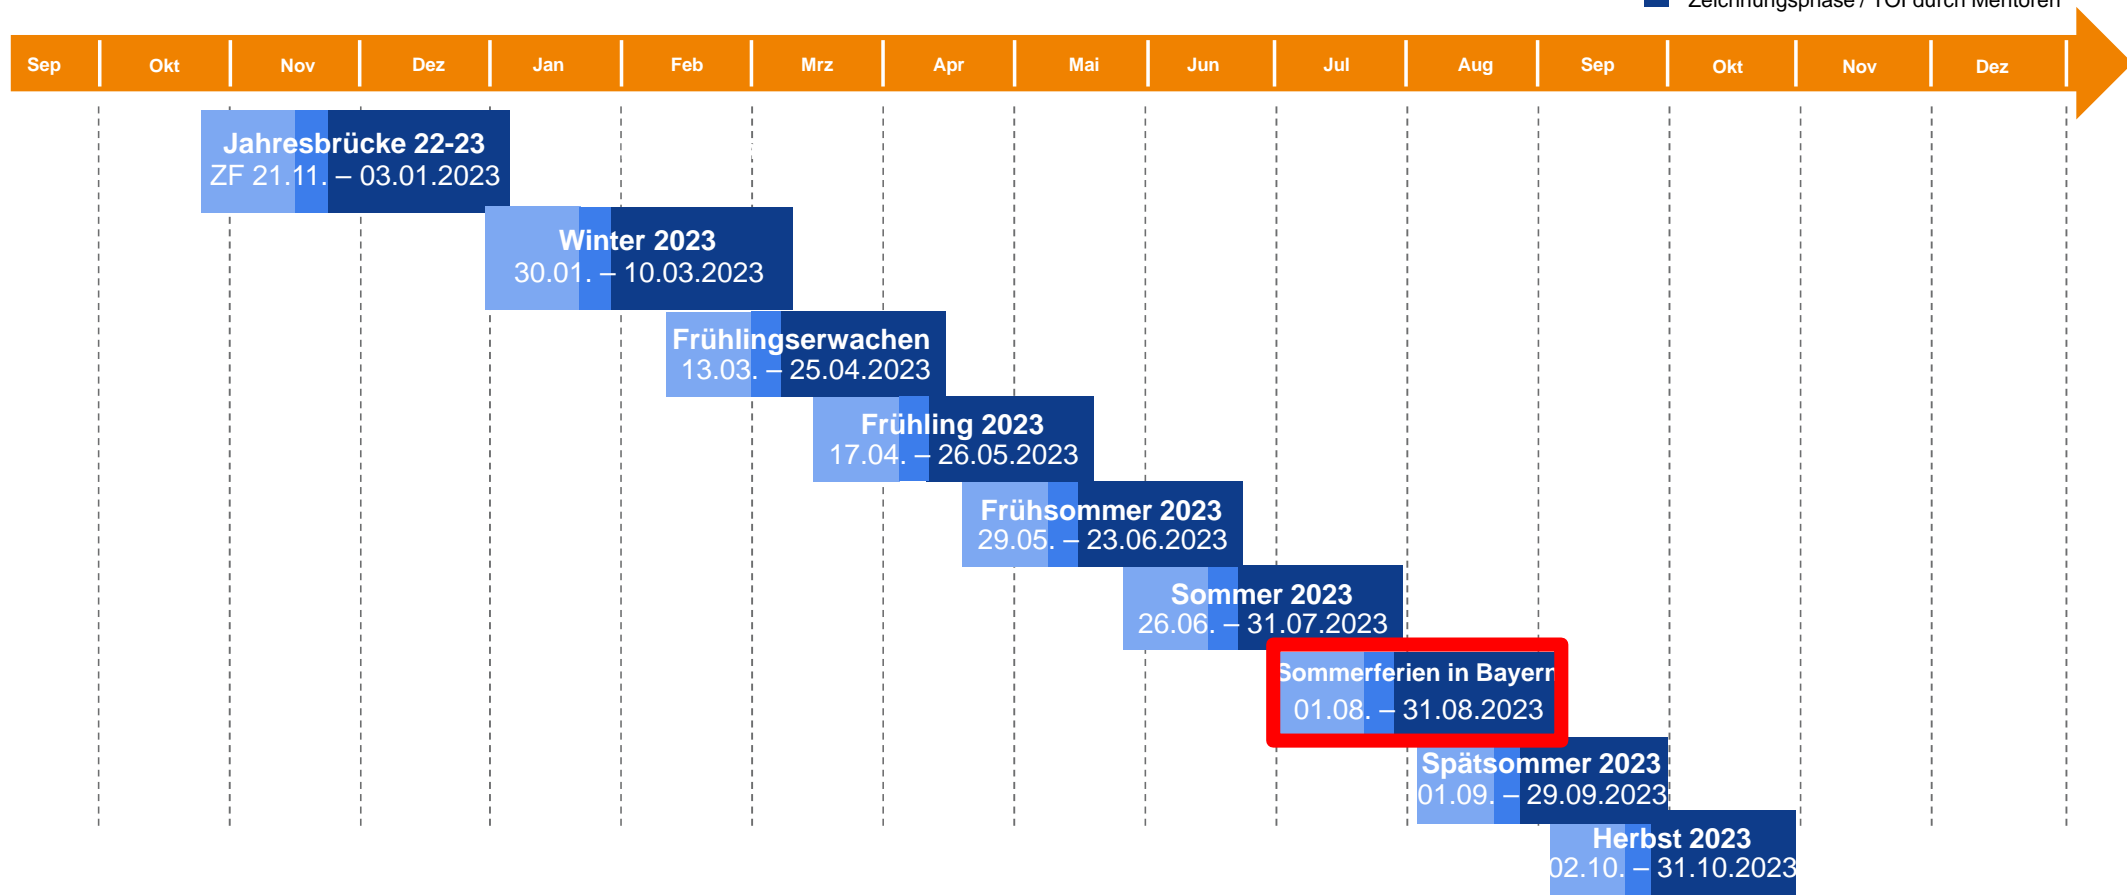 Zeichnungsphase / TOI durch Mentoren
Sep Okt Nov Dez Jan Feb Mrz Apr Mai Jun Jul Aug Sep Okt Nov Dez
Jahresbrücke 22-23
ZF 21.11. – 03.01.2023
Winter 2023
30.01. – 10.03.2023
Frühlingserwachen
13.03. – 25.04.2023
Frühling 2023
17.04. – 26.05.2023
Frühsommer 2023
29.05. – 23.06.2023
Sommer 2023
26.06. – 31.07.2023
Sommerferien in Bayern
01.08. – 31.08.2023
Spätsommer 2023
01.09. – 29.09.2023
Herbst 2023
02.10. – 31.10.2023